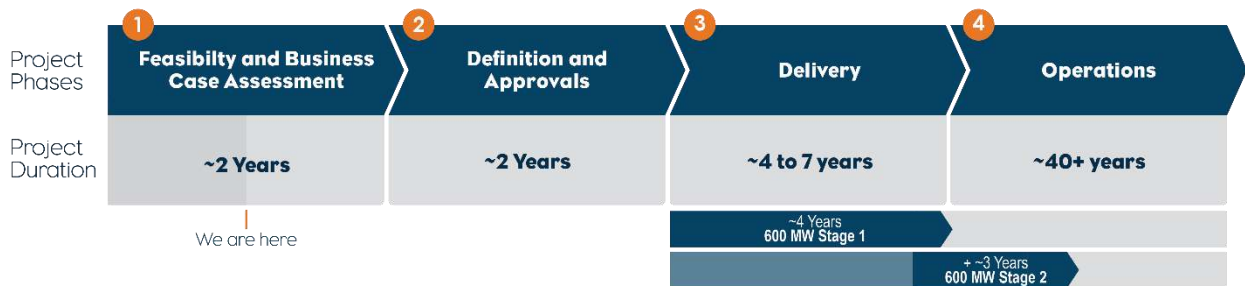 1
2
3
4
Project
Phases
Feasibilty and Business
Case Assessment
Definition and
Approvals
Delivery
Operations
Project
Duration
~2 Years
~2 Years
~4 to 7 years
~40+ years
We are here
~4 Years
600 MW Stage 1
+ ~3 Years
600 MW Stage 2